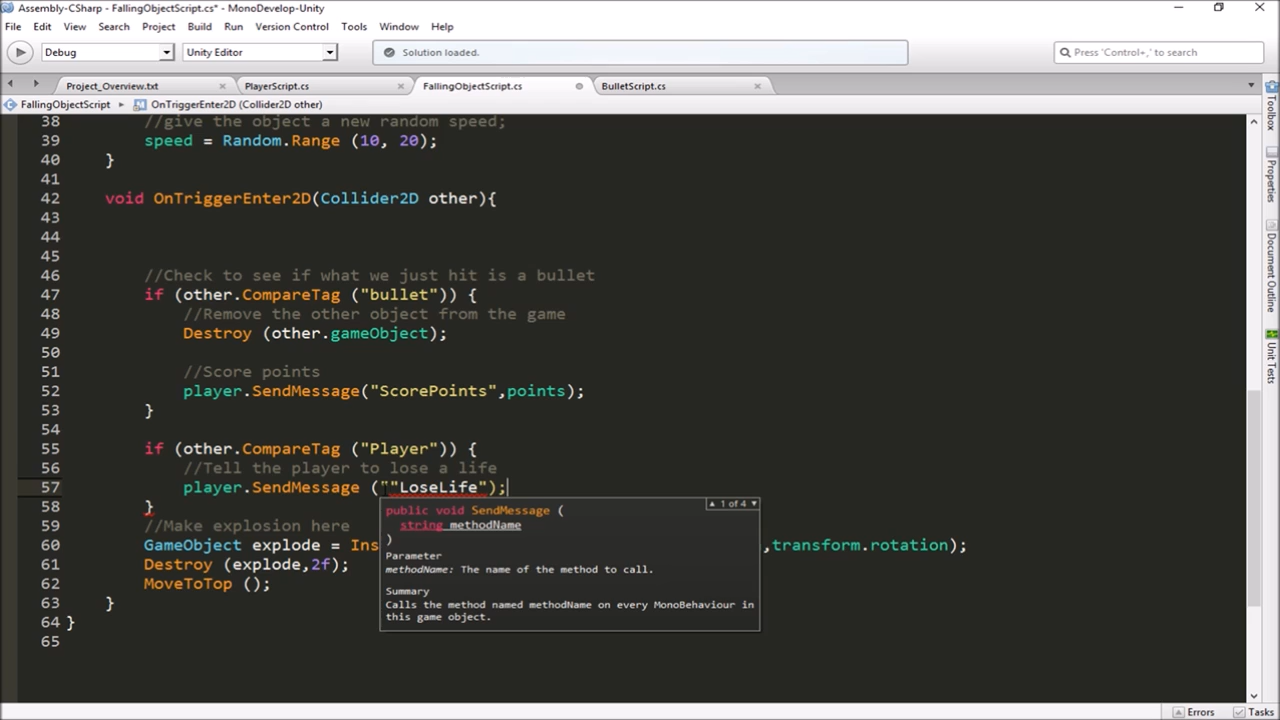 Assembly-CSharp - FallingObjectScript.cs* - MonoDevelop-Unity
File Edit View Search Project Build Run Version Control Tools Window Help
Debug Unity Editor Solution loaded. Press 'Control+,' to search
Project_Overview.txt PlayerScript.cs FallingObjectScript.cs BulletScript.cs
FallingObjectScript OnTriggerEnter2D (Collider2D other)
38 //give the object a new random speed;
39 speed = Random.Range (10, 20);
40 }
41
42 void OnTriggerEnter2D(Collider2D other){
43
44
45
46 //Check to see if what we just hit is a bullet
47 if (other.CompareTag ("bullet")) {
48 //Remove the other object from the game
49 Destroy (other.gameObject);
50
51 //Score points
52 player.SendMessage("ScorePoints",points);
53 }
54
55 if (other.CompareTag ("Player")) {
56 //Tell the player to lose a life
57 player.SendMessage (""LoseLife");
58 }
59 //Make explosion here
60 GameObject explode = Ins ,transform.rotation);
61 Destroy (explode,2f);
62 MoveToTop ();
63 }
64 }
65
1 of 4
public void SendMessage (
string methodName
)
Parameter
methodName: The name of the method to call.
Summary
Calls the method named methodName on every MonoBehaviour in
this game object.
Toolbox
Properties
Document Outline
Unit Tests
Errors Tasks